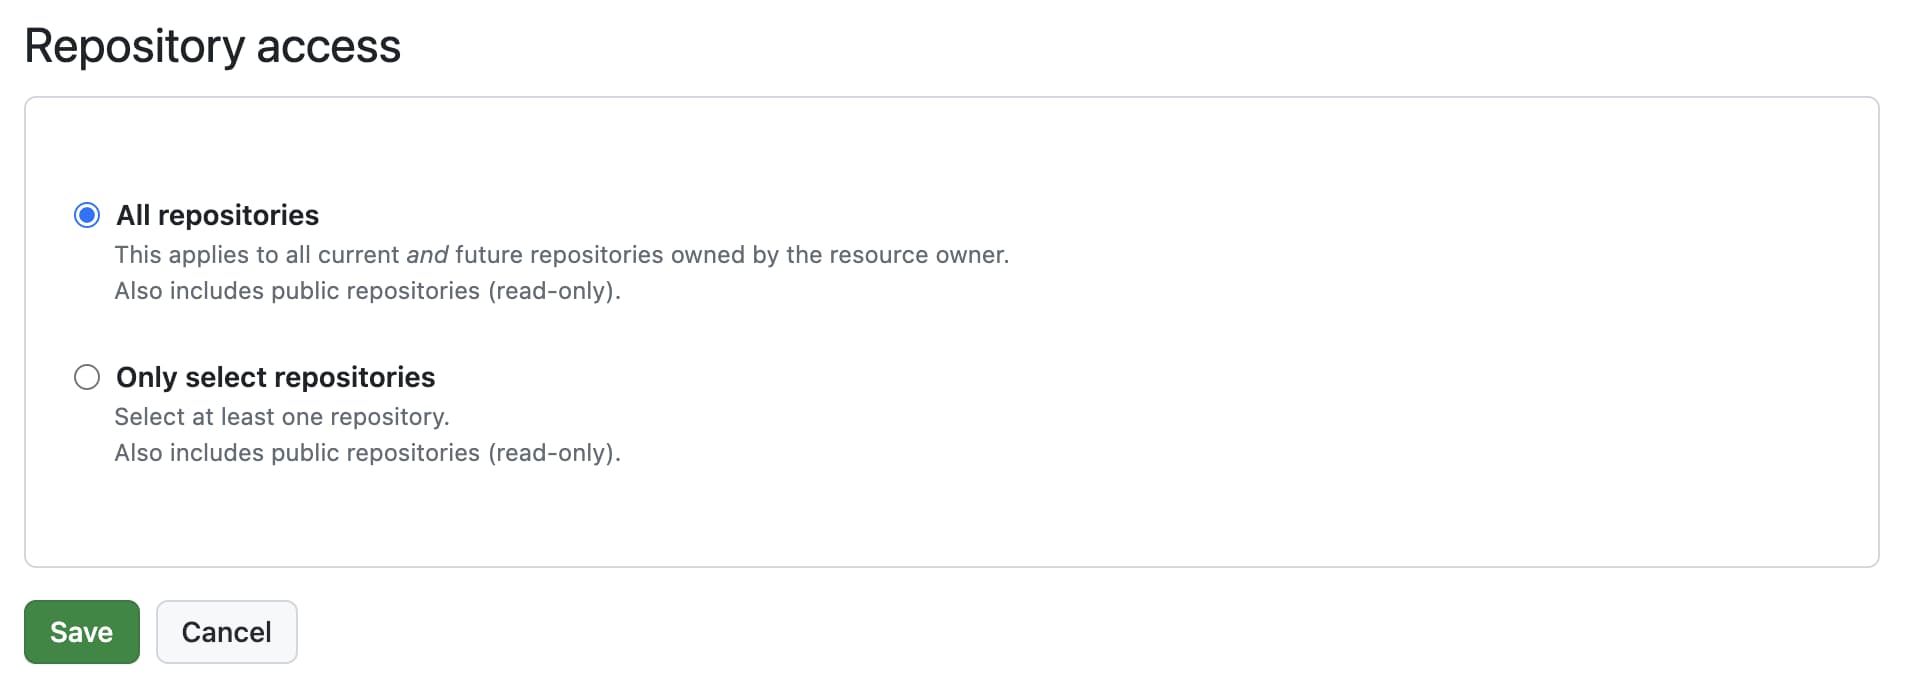 Repository access
All repositories
This applies to all current and future repositories owned by the resource owner.
Also includes public repositories (read-only).
Only select repositories
Select at least one repository.
Also includes public repositories (read-only).
Save
Cancel